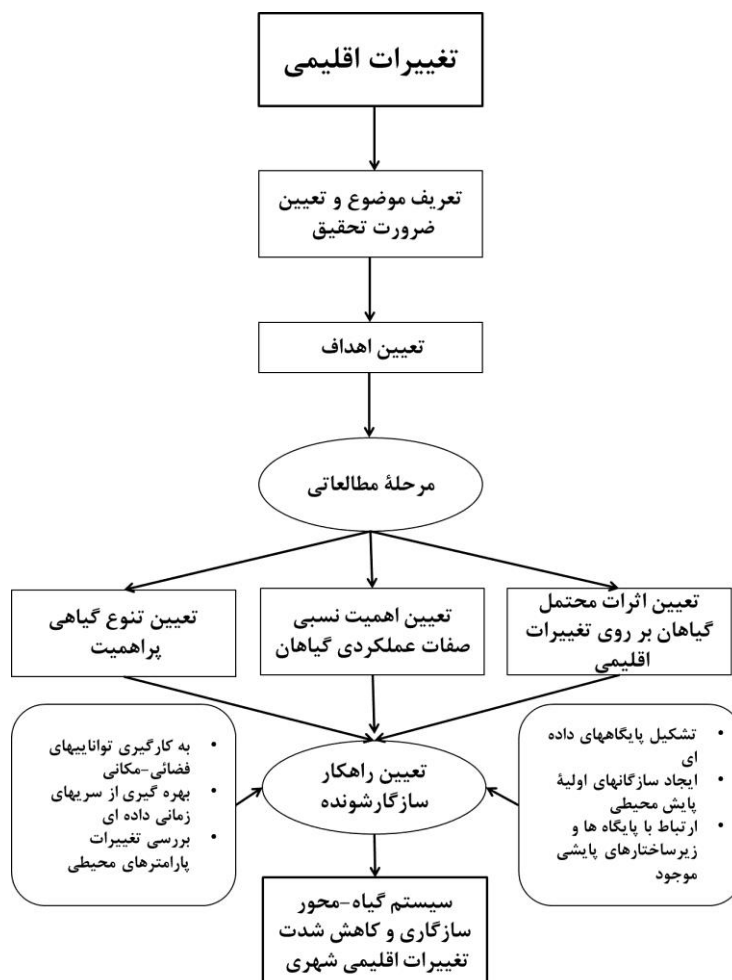 تغییرات اقلیمی
تعریف موضوع و تعیین
ضرورت تحقیق
تعیین اهداف
مرحلۀ مطالعاتی
تعیین اثرات محتمل
گیاهان بر روی تغییرات
اقلیمی
تعیین اهمیت نسبی
صفات عملکردی گیاهان
تعیین تنوع گیاهی
پراهمیت
• تشکیل پایگاههای داده
ای
• ایجاد سازگانهای اولیۀ
پایش محیطی
• ارتباط با پایگاه ها و
زیرساختارهای پایشی
موجود
تعیین راهکار
سازگارشونده
• به کارگیری تواناییهای
فضائی-مکانی
• بهره گیری از سریهای
زمانی داده ای
• بررسی تغییرات
پارامترهای محیطی
سیستم گیاه-محور
سازگاری و کاهش شدت
تغییرات اقلیمی شهری